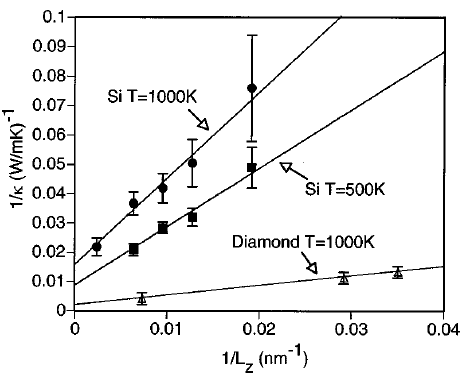 0.1
0.09
0.08
0.07
0.06
0.05
0.04
0.03
0.02
0.01
0
1/κ (W/mK)⁻¹
Si T=1000K
Si T=500K
Diamond T=1000K
0 0.01 0.02 0.03 0.04
1/L_Z (nm⁻¹)